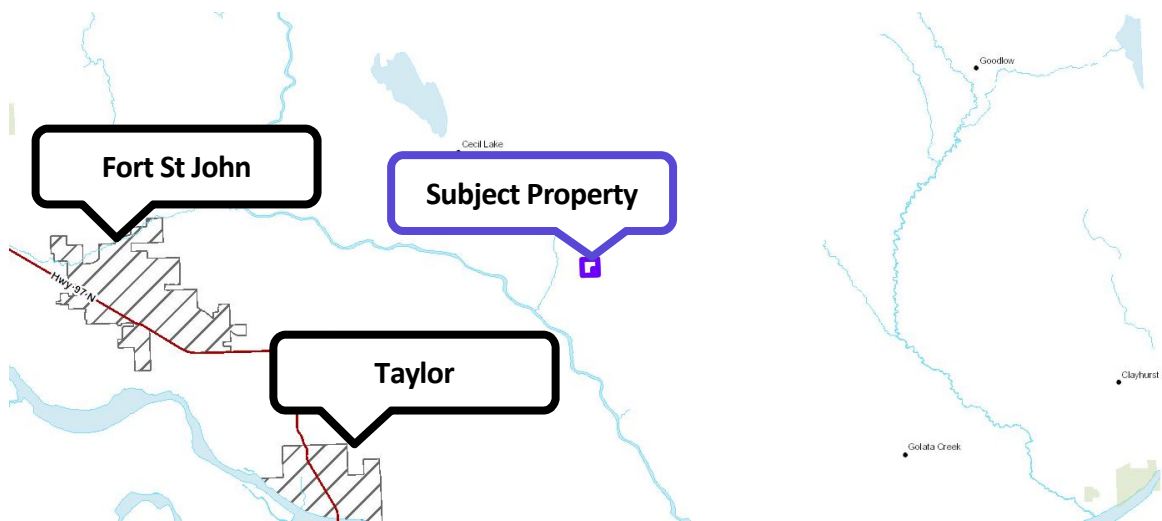 Goodlow
Cecil Lake
Fort St John
Subject Property
Hwy-97-N
Taylor
Clayhurst
Golata Creek